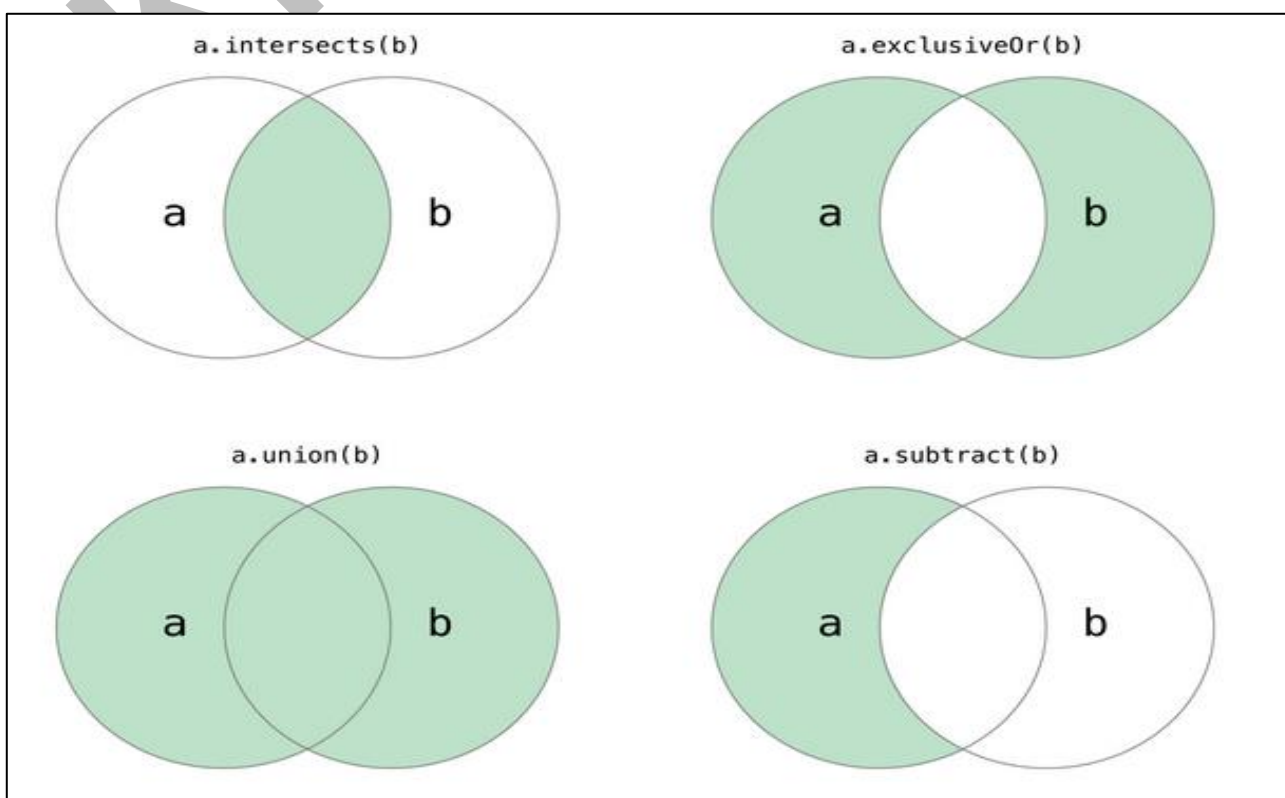 a.intersects(b)
a.exclusiveOr(b)
a b
a b
a.union(b)
a.subtract(b)
a b
a b